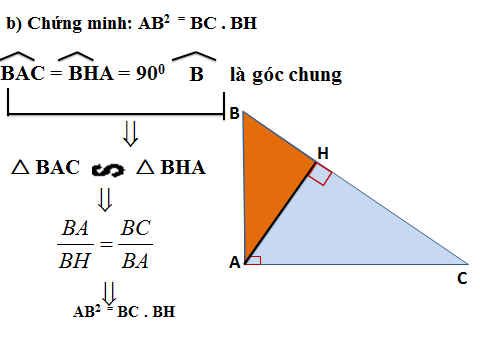 b) Chứng minh: AB² = BC . BH
BAC = BHA = 90⁰ B là góc chung
⇓
△ BAC ∽ △ BHA
⇓
BA/BH = BC/BA
⇓
AB² = BC . BH
B
H
A
C